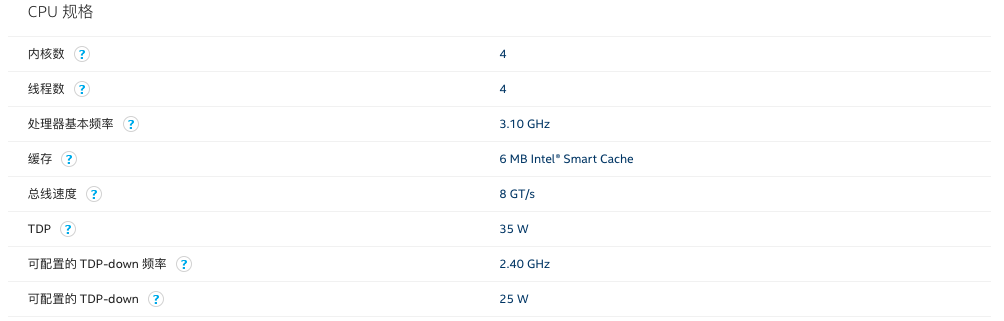 CPU 规格
内核数 ? 4
线程数 ? 4
处理器基本频率 ? 3.10 GHz
缓存 ? 6 MB Intel® Smart Cache
总线速度 ? 8 GT/s
TDP ? 35 W
可配置的 TDP-down 频率 ? 2.40 GHz
可配置的 TDP-down ? 25 W